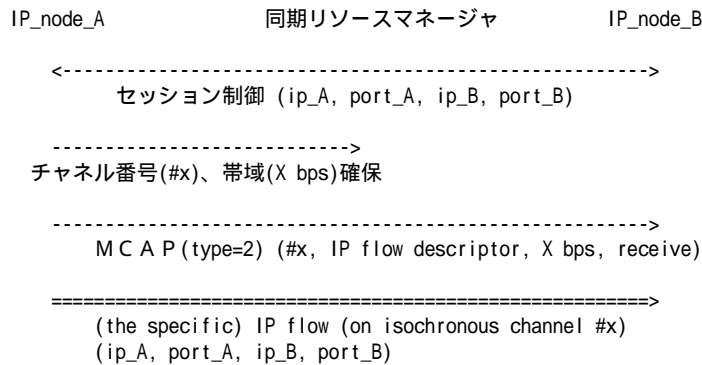 IP_node_A 同期リソースマネージャ IP_node_B
<---------------------------------------------------------->
セッション制御 (ip_A, port_A, ip_B, port_B)
---------------------------->
チャネル番号(#x)、帯域(X bps)確保
-------------------------------------------------------->
ＭＣＡＰ(type=2) (#x, IP flow descriptor, X bps, receive)
========================================================>
(the specific) IP flow (on isochronous channel #x)
(ip_A, port_A, ip_B, port_B)